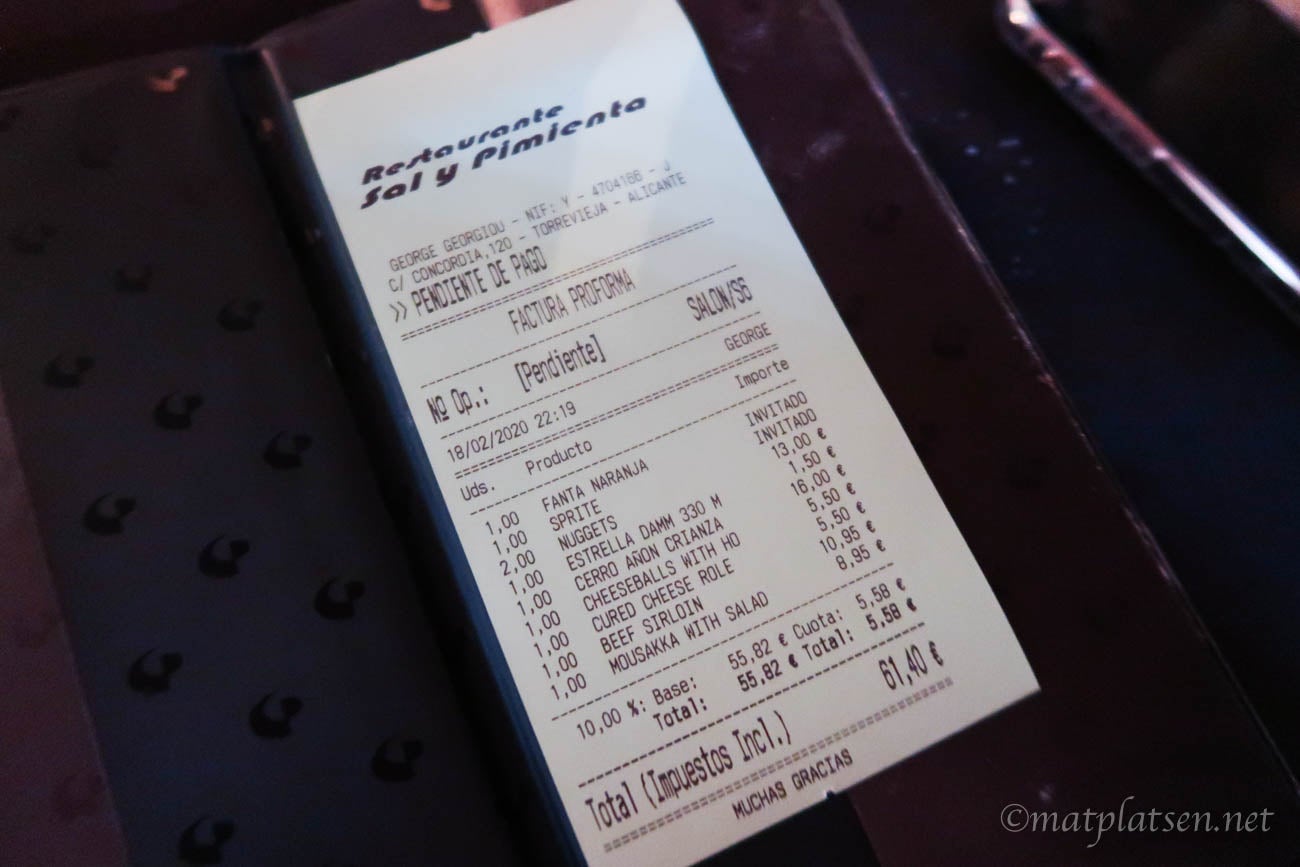 Restaurante
Sal y Pimienta
GEORGE GEORGIOU - NIF: Y - 4704186 - J
C/ CONCORDIA,120 - TORREVIEJA - ALICANTE
>> PENDIENTE DE PAGO
FACTURA PROFORMA
Nº Op.: [Pendiente] SALON/S6
18/02/2020 22:19 GEORGE
Uds. Producto Importe
1,00 FANTA NARANJA INVITADO
1,00 SPRITE INVITADO
2,00 NUGGETS 13,00 €
1,00 ESTRELLA DAMM 330 M 1,50 €
1,00 CERRO AÑON CRIANZA 16,00 €
1,00 CHEESEBALLS WITH HO 5,50 €
1,00 CURED CHEESE ROLE 5,50 €
1,00 BEEF SIRLOIN 10,95 €
1,00 MOUSAKKA WITH SALAD 8,95 €
10,00 %: Base: 55,82 € Cuota: 5,58 €
Total: 55,82 € Total: 5,58 €
Total (Impuestos Incl.) 61,40 €
MUCHAS GRACIAS
©matplatsen.net